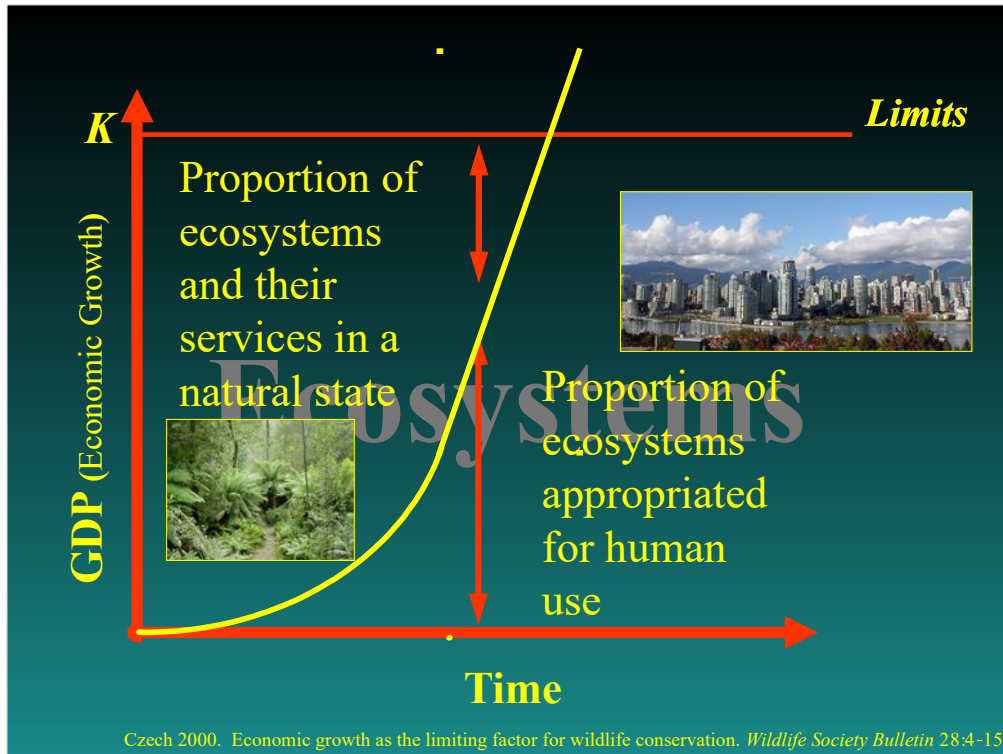 K
Limits
Proportion of
ecosystems
and their
services in a
natural state
Ecosystems
Proportion of
ecosystems
appropriated
for human
use
GDP (Economic Growth)
Time
Czech 2000. Economic growth as the limiting factor for wildlife conservation. Wildlife Society Bulletin 28:4-15